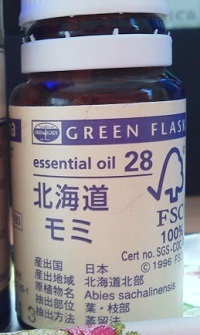 GREEN FLASK
essential oil 28
北海道
モミ
FSC
100%
Cert no. SGS-COC
© 1996 FSC
産出国 日本
産出地域 北海道北部
原植物名 Abies sachalinensis
抽出部位 葉・枝部
抽出方法 蒸留法